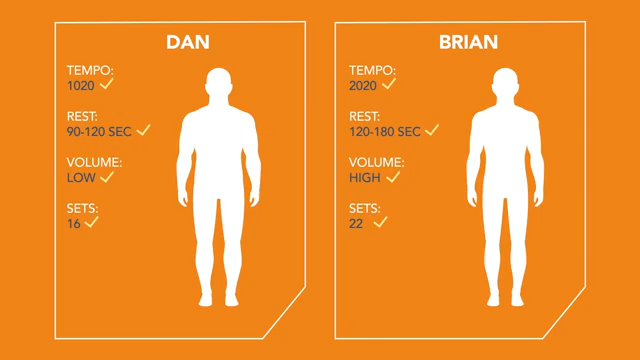 DAN
TEMPO:
1020
REST:
90-120 SEC
VOLUME:
LOW
SETS:
16
BRIAN
TEMPO:
2020
REST:
120-180 SEC
VOLUME:
HIGH
SETS:
22